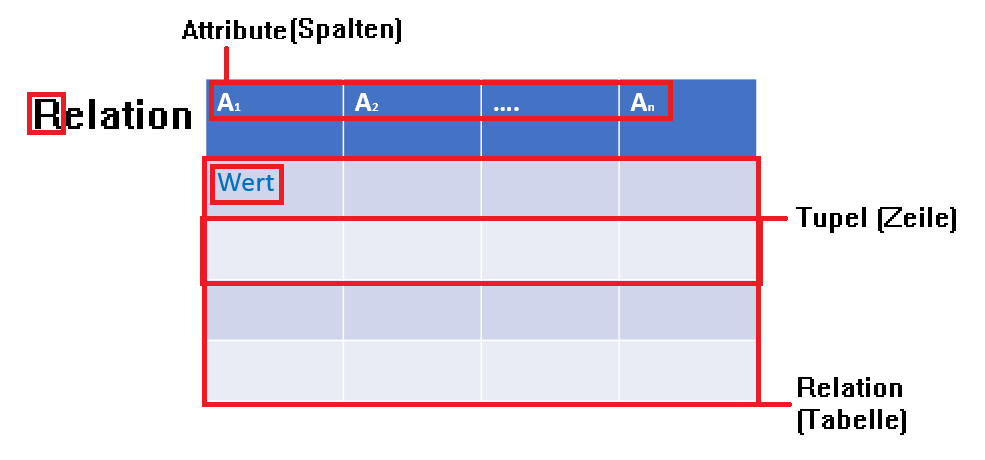 Attribute(Spalten)
Relation
A₁ A₂ .... Aₙ
Wert
Tupel (Zeile)
Relation
(Tabelle)